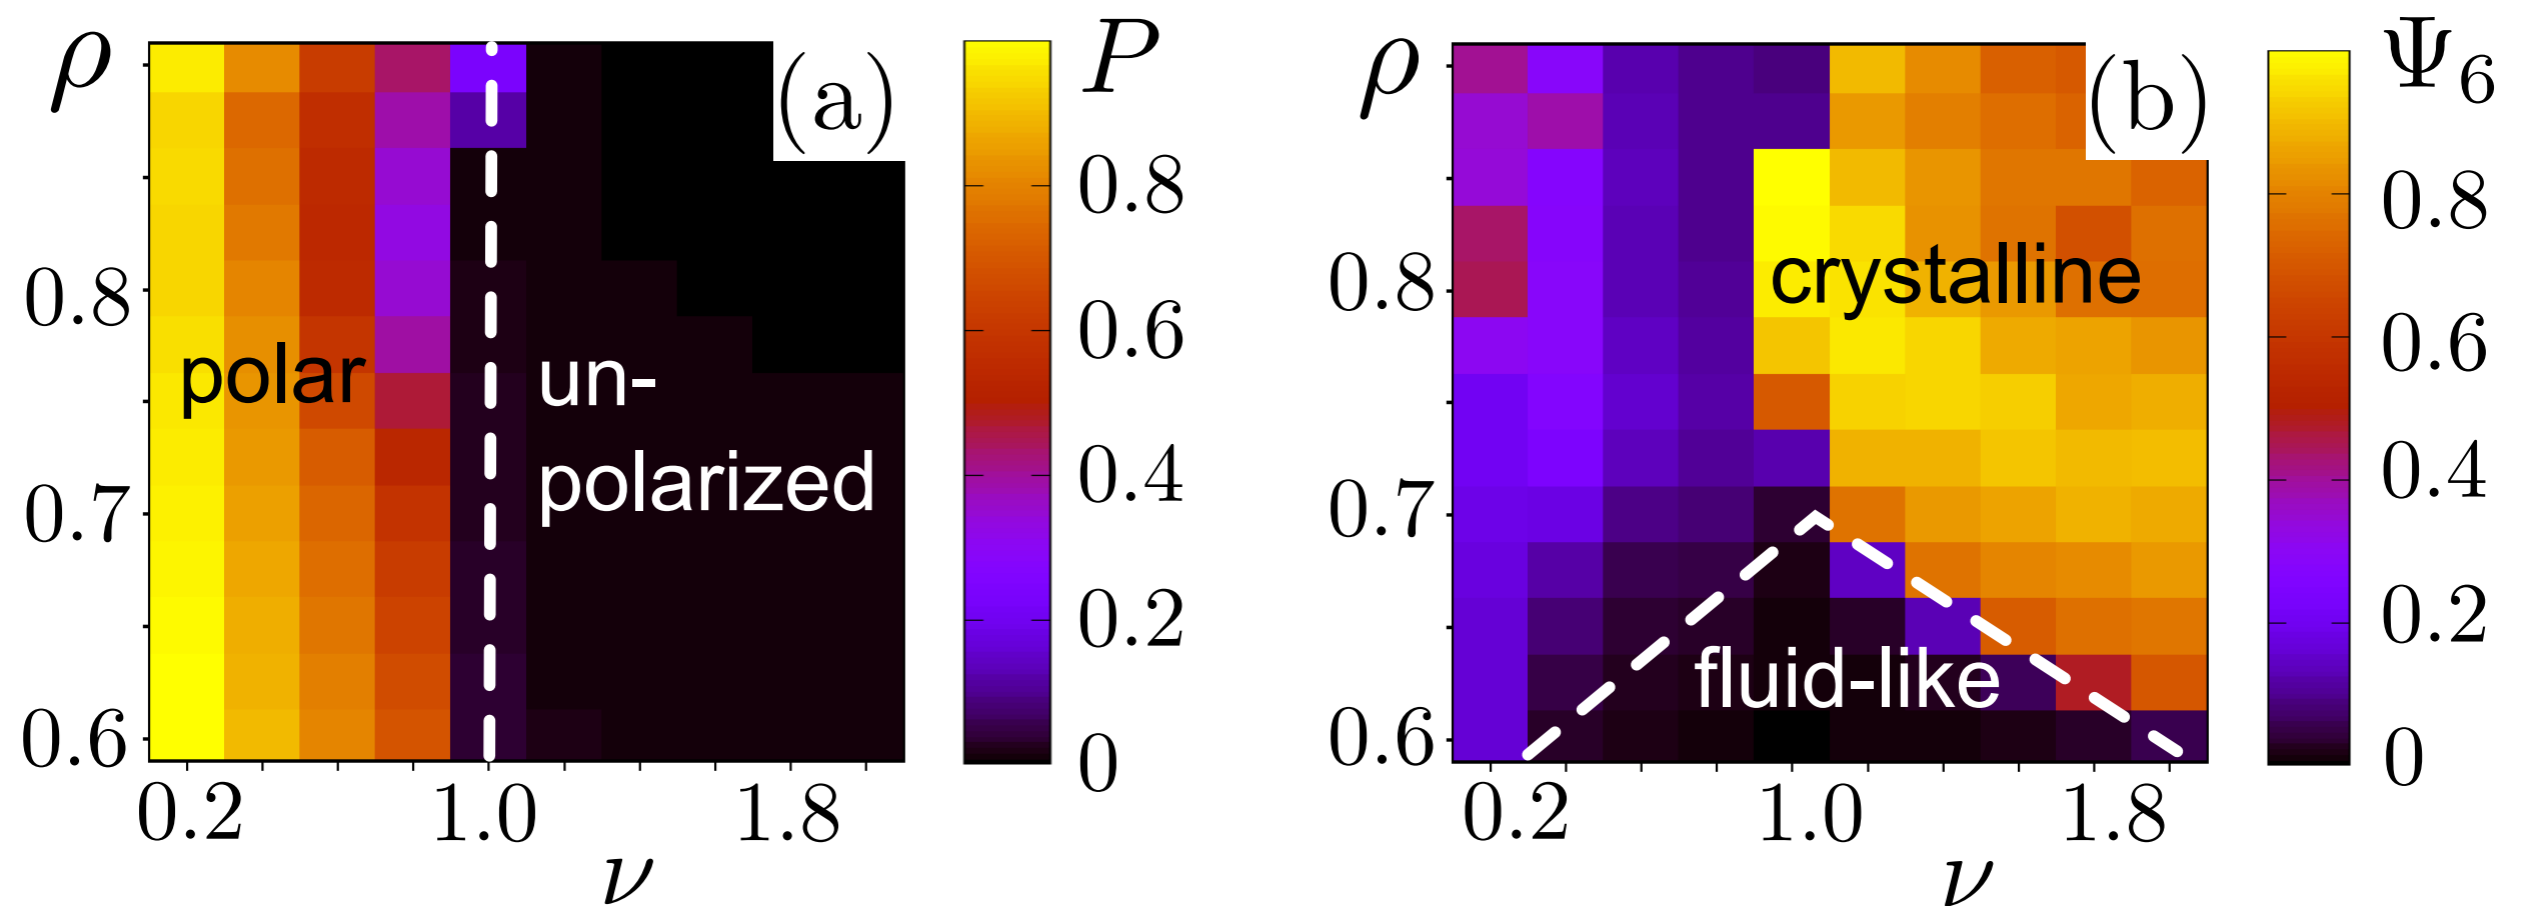 ρ
(a)
P
0.8
0.6
0.4
0.2
0
0.8
0.7
0.6
polar
un-
polarized
0.2 1.0 1.8
ν
ρ
(b)
Ψ6
0.8
0.6
0.4
0.2
0
0.8
0.7
0.6
crystalline
fluid-like
0.2 1.0 1.8
ν